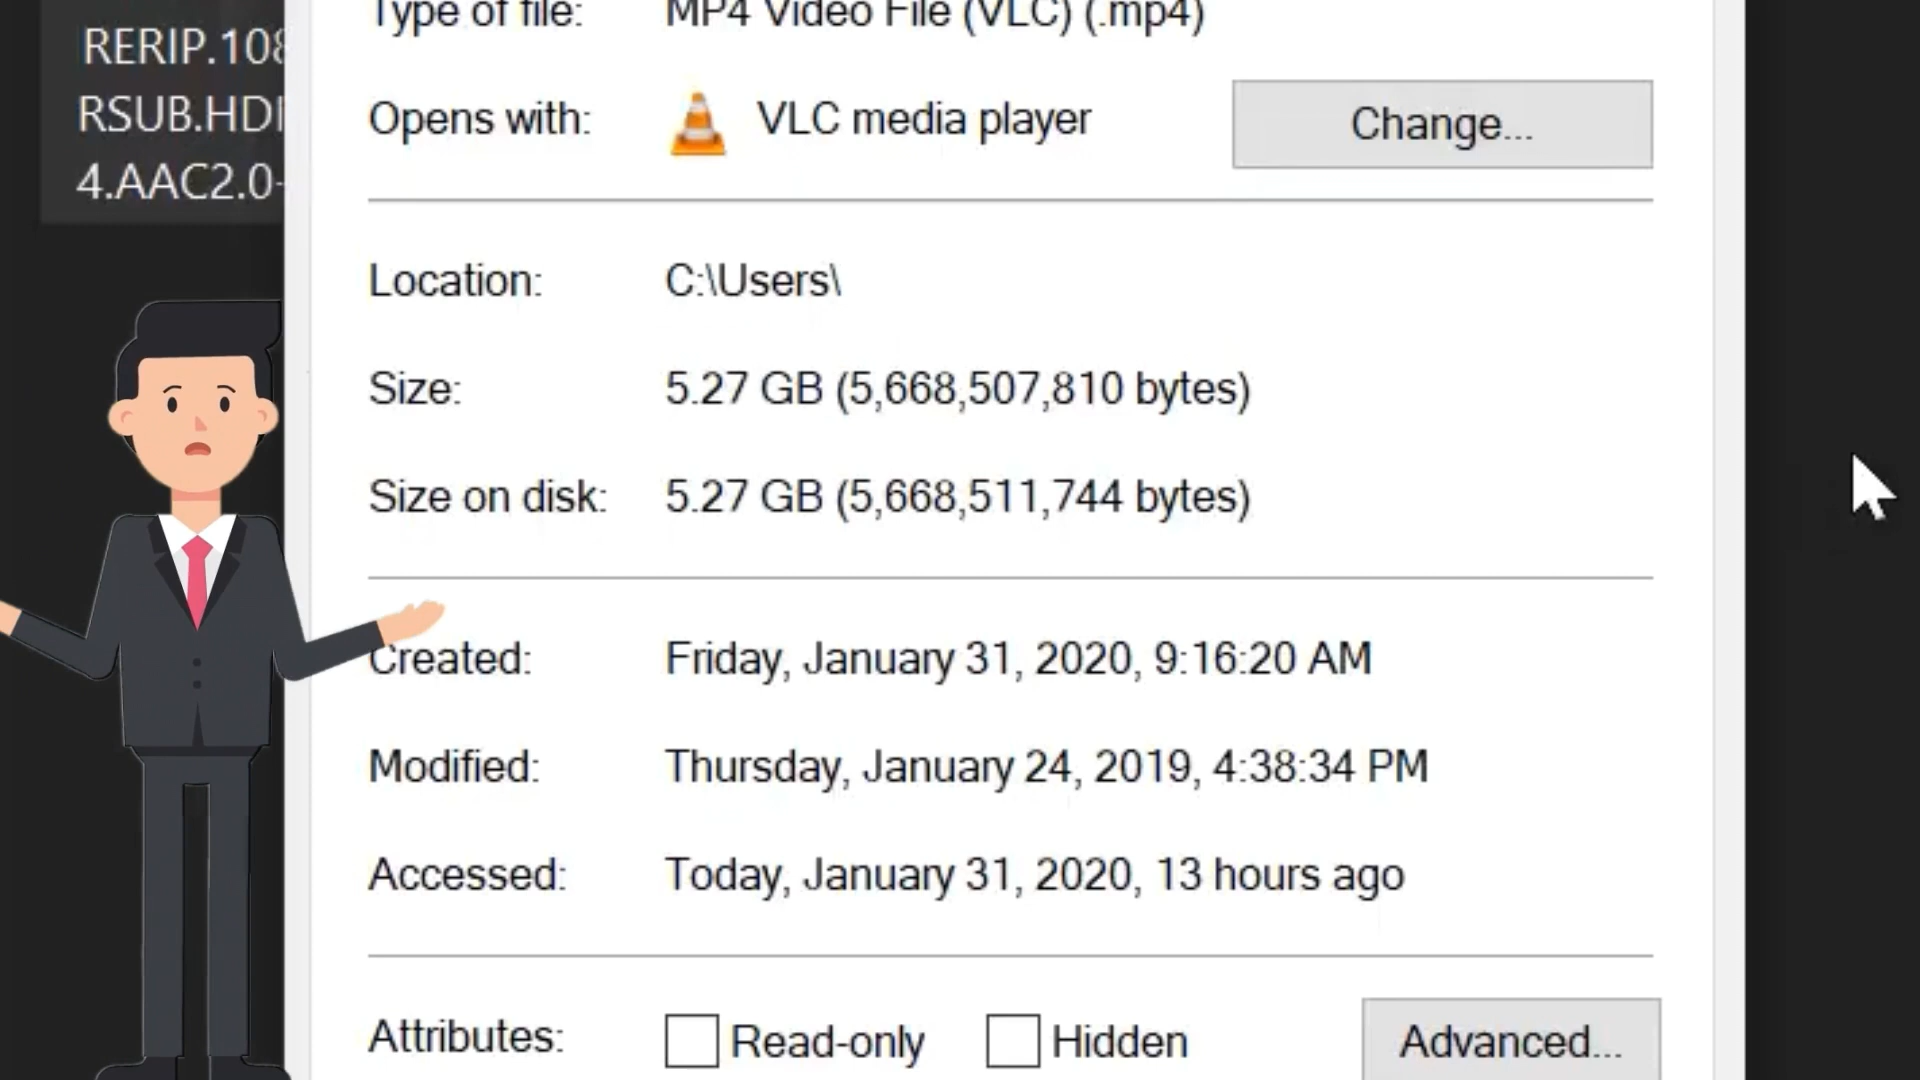 RERIP.108
RSUB.HDR
4.AAC2.0-
Type of file: MP4 Video File (VLC) (.mp4)
Opens with: VLC media player Change...
Location: C:\Users\
Size: 5.27 GB (5,668,507,810 bytes)
Size on disk: 5.27 GB (5,668,511,744 bytes)
Created: Friday, January 31, 2020, 9:16:20 AM
Modified: Thursday, January 24, 2019, 4:38:34 PM
Accessed: Today, January 31, 2020, 13 hours ago
Attributes: Read-only Hidden Advanced...